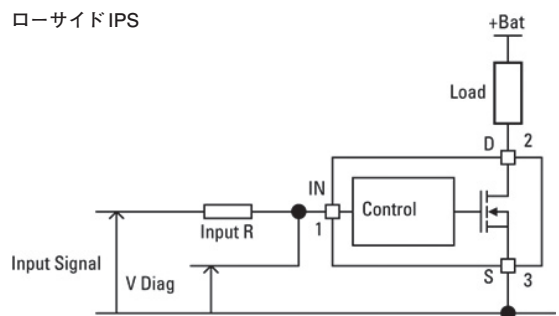 ローサイドIPS
+Bat
Load
D 2
IN
Control
1
Input R
Input Signal
V Diag
S 3